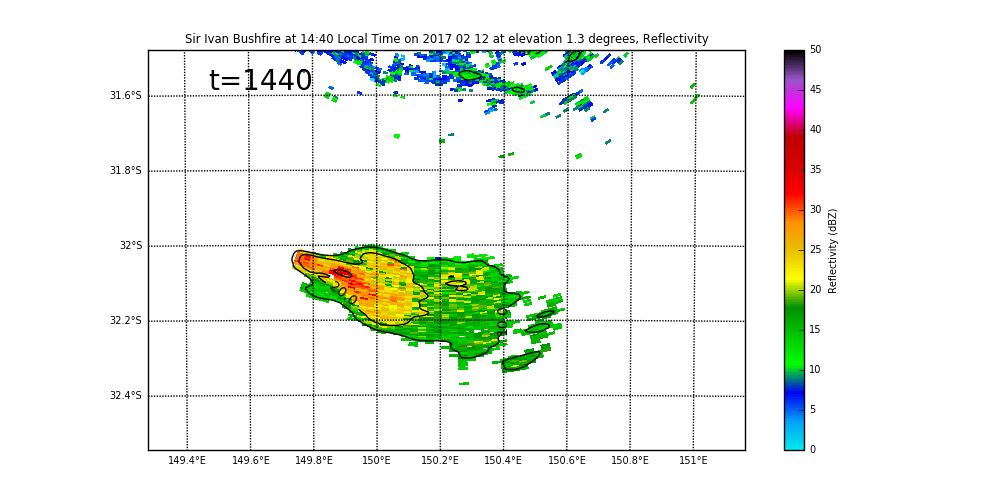 Sir Ivan Bushfire at 14:40 Local Time on 2017 02 12 at elevation 1.3 degrees, Reflectivity
t=1440
31.6°S
31.8°S
32°S
32.2°S
32.4°S
149.4°E 149.6°E 149.8°E 150°E 150.2°E 150.4°E 150.6°E 150.8°E 151°E
50
45
40
35
30
25
20
15
10
5
0
Reflectivity (dBZ)